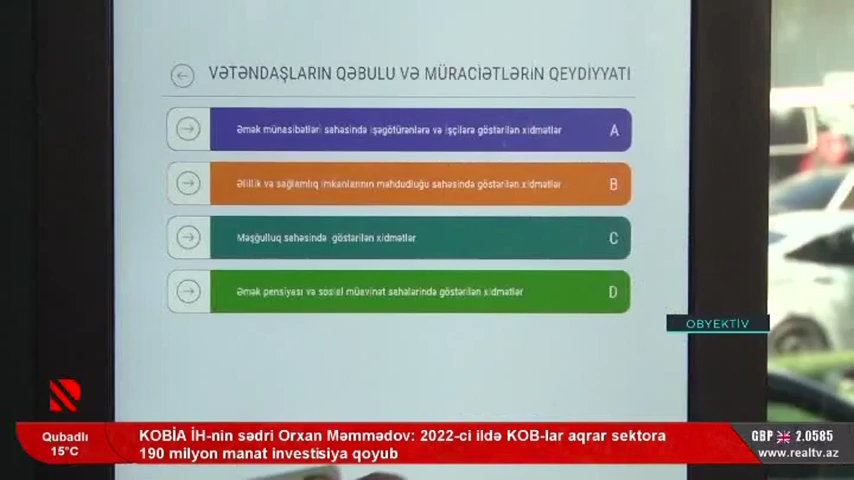 VƏTƏNDAŞLARIN QƏBULU VƏ MÜRACİƏTLƏRİN QEYDİYYATI
Əmək münasibətləri sahəsində işəgötürənlərə və işçilərə göstərilən xidmətlər A
Əlillik və sağlamlıq imkanlarının məhdudluğu sahəsində göstərilən xidmətlər B
Məşğulluq sahəsində göstərilən xidmətlər C
Əmək pensiyası və sosial müavinət sahələrində göstərilən xidmətlər D
OBYEKTİV
Qubadlı
15°C
KOBİA İH-nin sədri Orxan Məmmədov: 2022-ci ildə KOB-lar aqrar sektora
190 milyon manat investisiya qoyub
GBP 2.0585
www.realtv.az